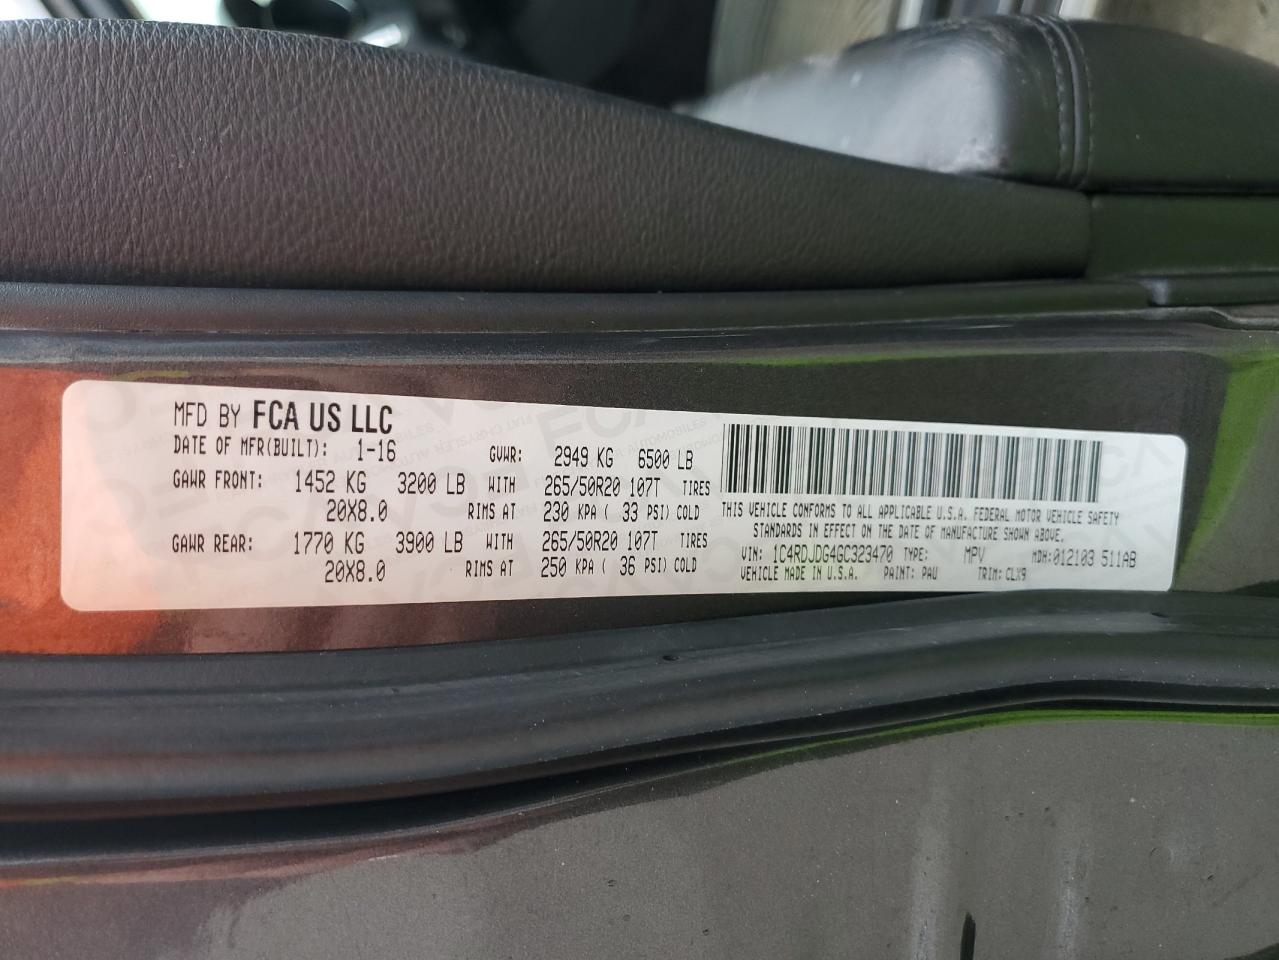 MFD BY FCA US LLC
DATE OF MFR(BUILT): 1-16 GVWR: 2949 KG 6500 LB
GAWR FRONT: 1452 KG 3200 LB WITH 265/50R20 107T TIRES
20X8.0 RIMS AT 230 KPA ( 33 PSI) COLD
GAWR REAR: 1770 KG 3900 LB WITH 265/50R20 107T TIRES
20X8.0 RIMS AT 250 KPA ( 36 PSI) COLD
THIS VEHICLE CONFORMS TO ALL APPLICABLE U.S.A. FEDERAL MOTOR VEHICLE SAFETY
STANDARDS IN EFFECT ON THE DATE OF MANUFACTURE SHOWN ABOVE.
VIN: 1C4RDJDG4GC323470 TYPE: MPV MDH:012103 511AB
VEHICLE MADE IN U.S.A. PAINT: PAU TRIM: CLX9